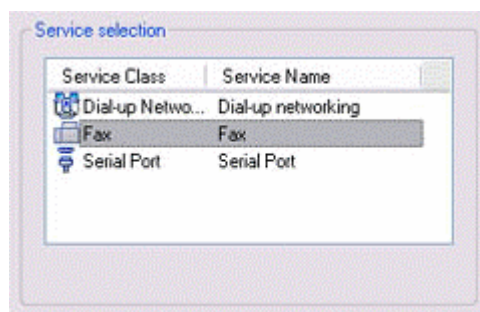 Service selection
Service Class Service Name
Dial-up Netwo... Dial-up networking
Fax Fax
Serial Port Serial Port